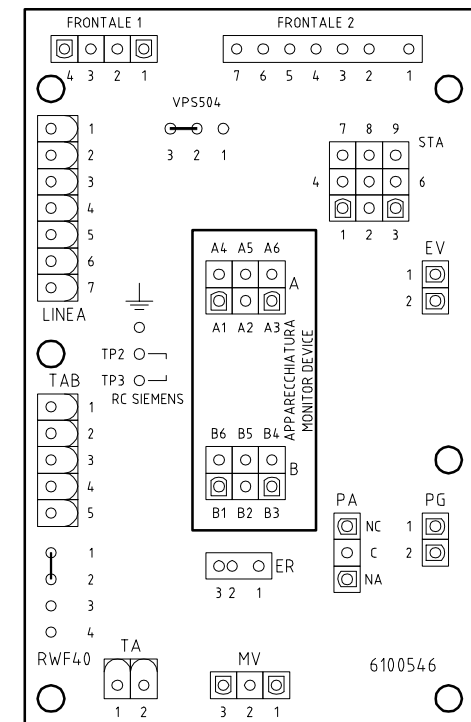 FRONTALE 1
FRONTALE 2
4 3 2 1
7 6 5 4 3 2 1
VPS504
3 2 1
1
2
3
4
5
6
7
LINEA
7 8 9
STA
4 6
1 2 3
EV
1
2
A4 A5 A6
A
A1 A2 A3
APPARECCHIATURA
MONITOR DEVICE
TP2
TP3
RC SIEMENS
TAB
1
2
3
4
5
B6 B5 B4
B
B1 B2 B3
PA
NC
C
NA
PG
1
2
ER
3 2 1
1
2
3
4
RWF40
TA
1 2
MV
3 2 1
6100546